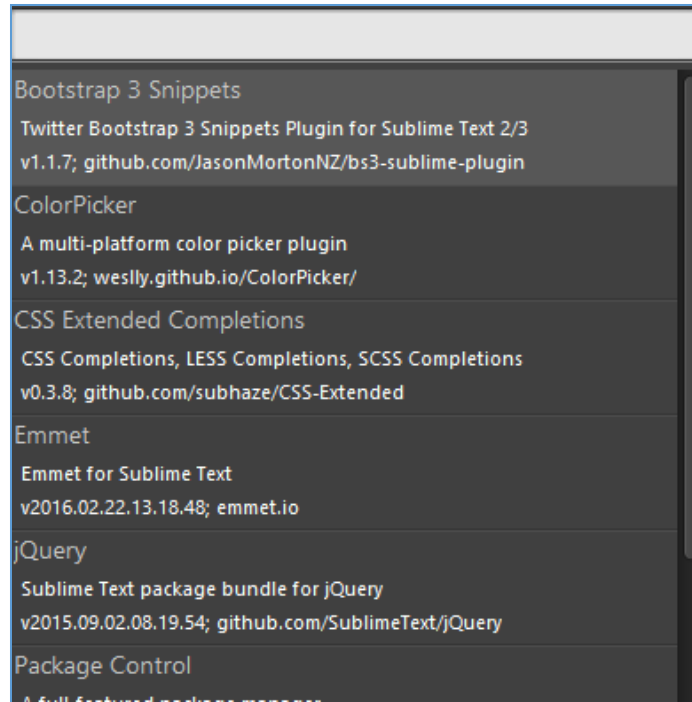 Bootstrap 3 Snippets
Twitter Bootstrap 3 Snippets Plugin for Sublime Text 2/3
v1.1.7; github.com/JasonMortonNZ/bs3-sublime-plugin
ColorPicker
A multi-platform color picker plugin
v1.13.2; weslly.github.io/ColorPicker/
CSS Extended Completions
CSS Completions, LESS Completions, SCSS Completions
v0.3.8; github.com/subhaze/CSS-Extended
Emmet
Emmet for Sublime Text
v2016.02.22.13.18.48; emmet.io
jQuery
Sublime Text package bundle for jQuery
v2015.09.02.08.19.54; github.com/SublimeText/jQuery
Package Control
A full-featured package manager